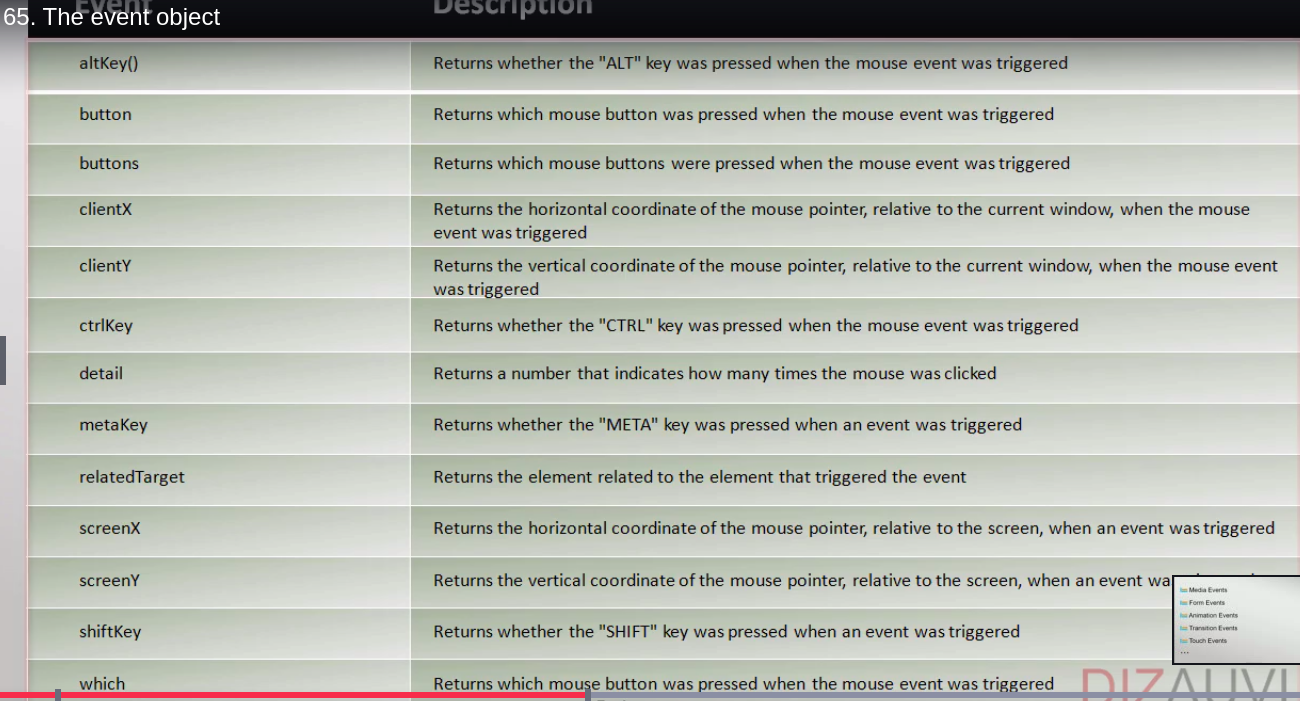 65. The event object
Event Description
altKey() Returns whether the "ALT" key was pressed when the mouse event was triggered
button Returns which mouse button was pressed when the mouse event was triggered
buttons Returns which mouse buttons were pressed when the mouse event was triggered
clientX Returns the horizontal coordinate of the mouse pointer, relative to the current window, when the mouse
event was triggered
clientY Returns the vertical coordinate of the mouse pointer, relative to the current window, when the mouse event
was triggered
ctrlKey Returns whether the "CTRL" key was pressed when the mouse event was triggered
detail Returns a number that indicates how many times the mouse was clicked
metaKey Returns whether the "META" key was pressed when an event was triggered
relatedTarget Returns the element related to the element that triggered the event
screenX Returns the horizontal coordinate of the mouse pointer, relative to the screen, when an event was triggered
screenY Returns the vertical coordinate of the mouse pointer, relative to the screen, when an event
Media Events
Form Events
Animation Events
Transition Events
Touch Events
...
shiftKey Returns whether the "SHIFT" key was pressed when an event was triggered
which Returns which mouse button was pressed when the mouse event was triggered
DIZAUVI